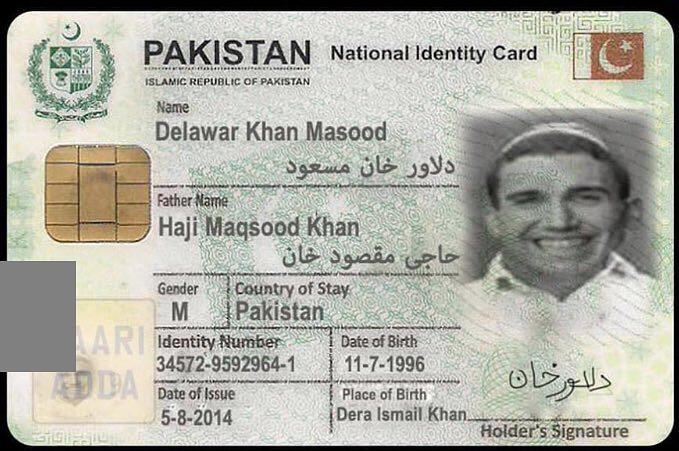 PAKISTAN National Identity Card
ISLAMIC REPUBLIC OF PAKISTAN
Name
Delawar Khan Masood
دلاور خان مسعود
Father Name
Haji Maqsood Khan
حاجی مقصود خان
Gender Country of Stay
M Pakistan
Identity Number Date of Birth
34572-9592964-1 11-7-1996
Date of Issue Place of Birth
5-8-2014 Dera Ismail Khan
AARI
ADDA
دلاور خان
Holder's Signature